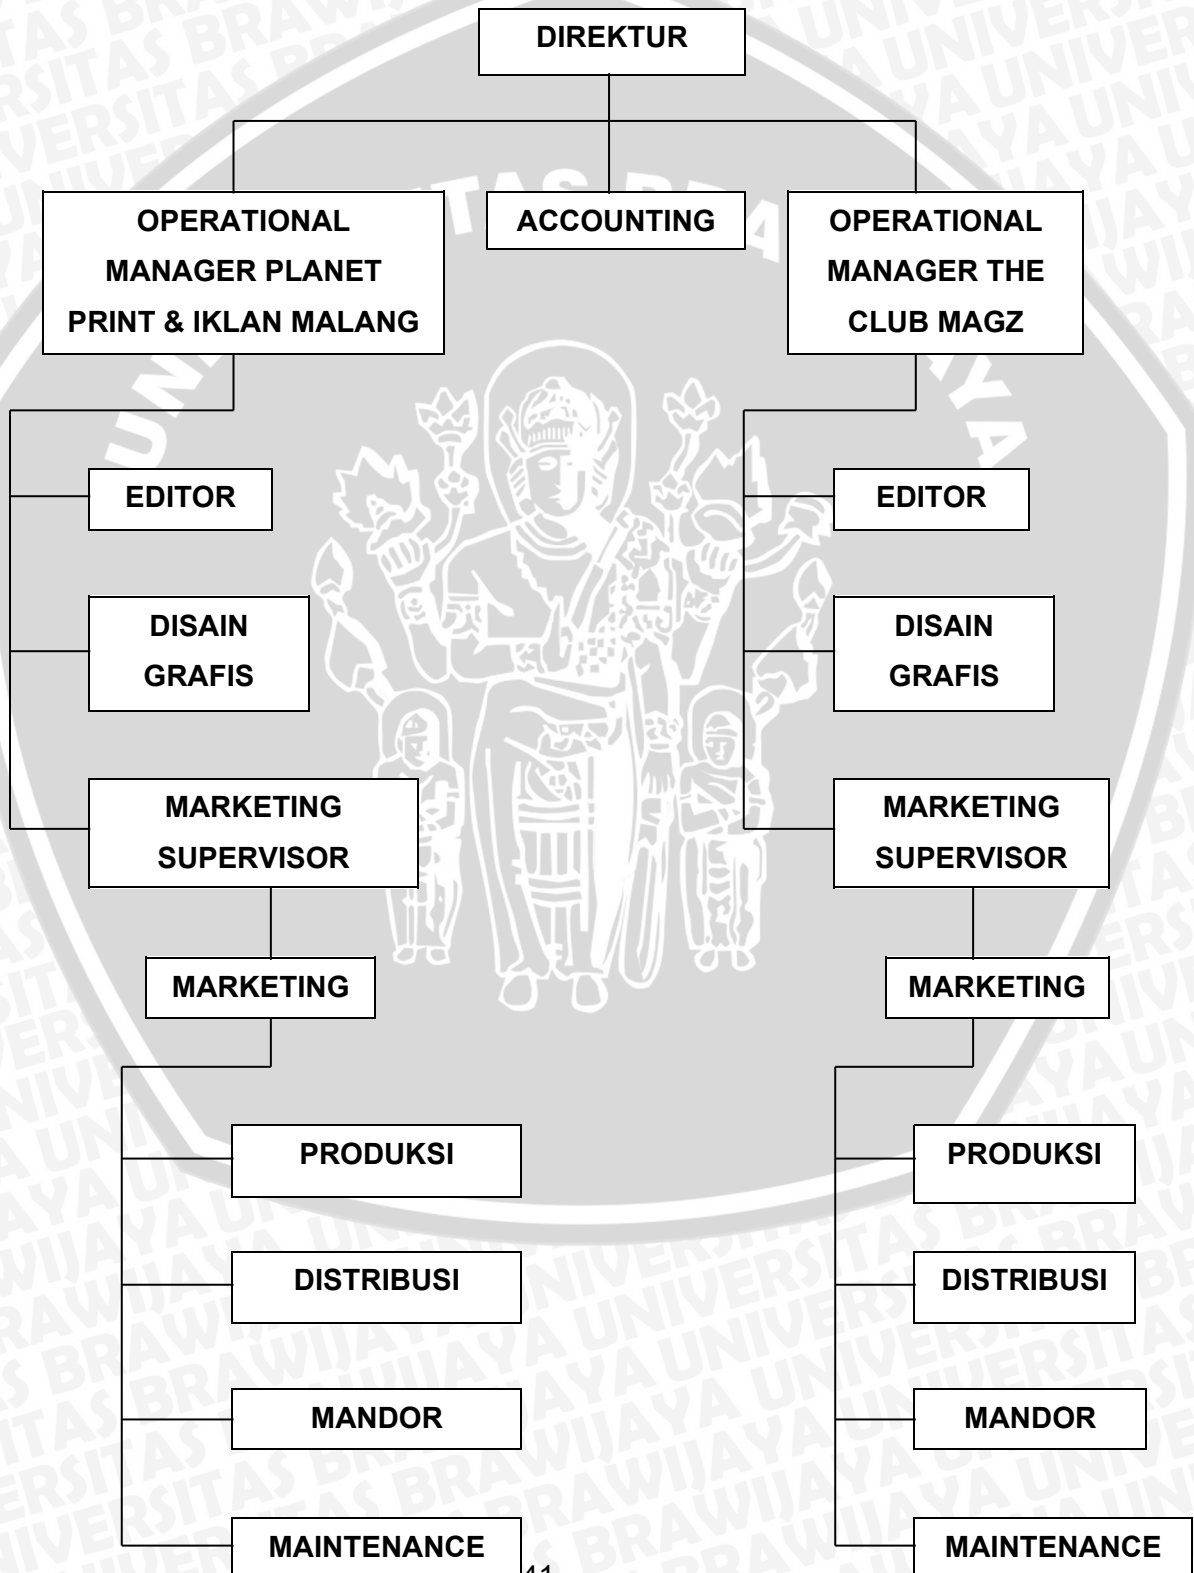 DIREKTUR
OPERATIONAL
MANAGER PLANET
PRINT & IKLAN MALANG
ACCOUNTING
OPERATIONAL
MANAGER THE
CLUB MAGZ
EDITOR
EDITOR
DISAIN
GRAFIS
DISAIN
GRAFIS
MARKETING
SUPERVISOR
MARKETING
SUPERVISOR
MARKETING
MARKETING
PRODUKSI
PRODUKSI
DISTRIBUSI
DISTRIBUSI
MANDOR
MANDOR
MAINTENANCE
MAINTENANCE
41